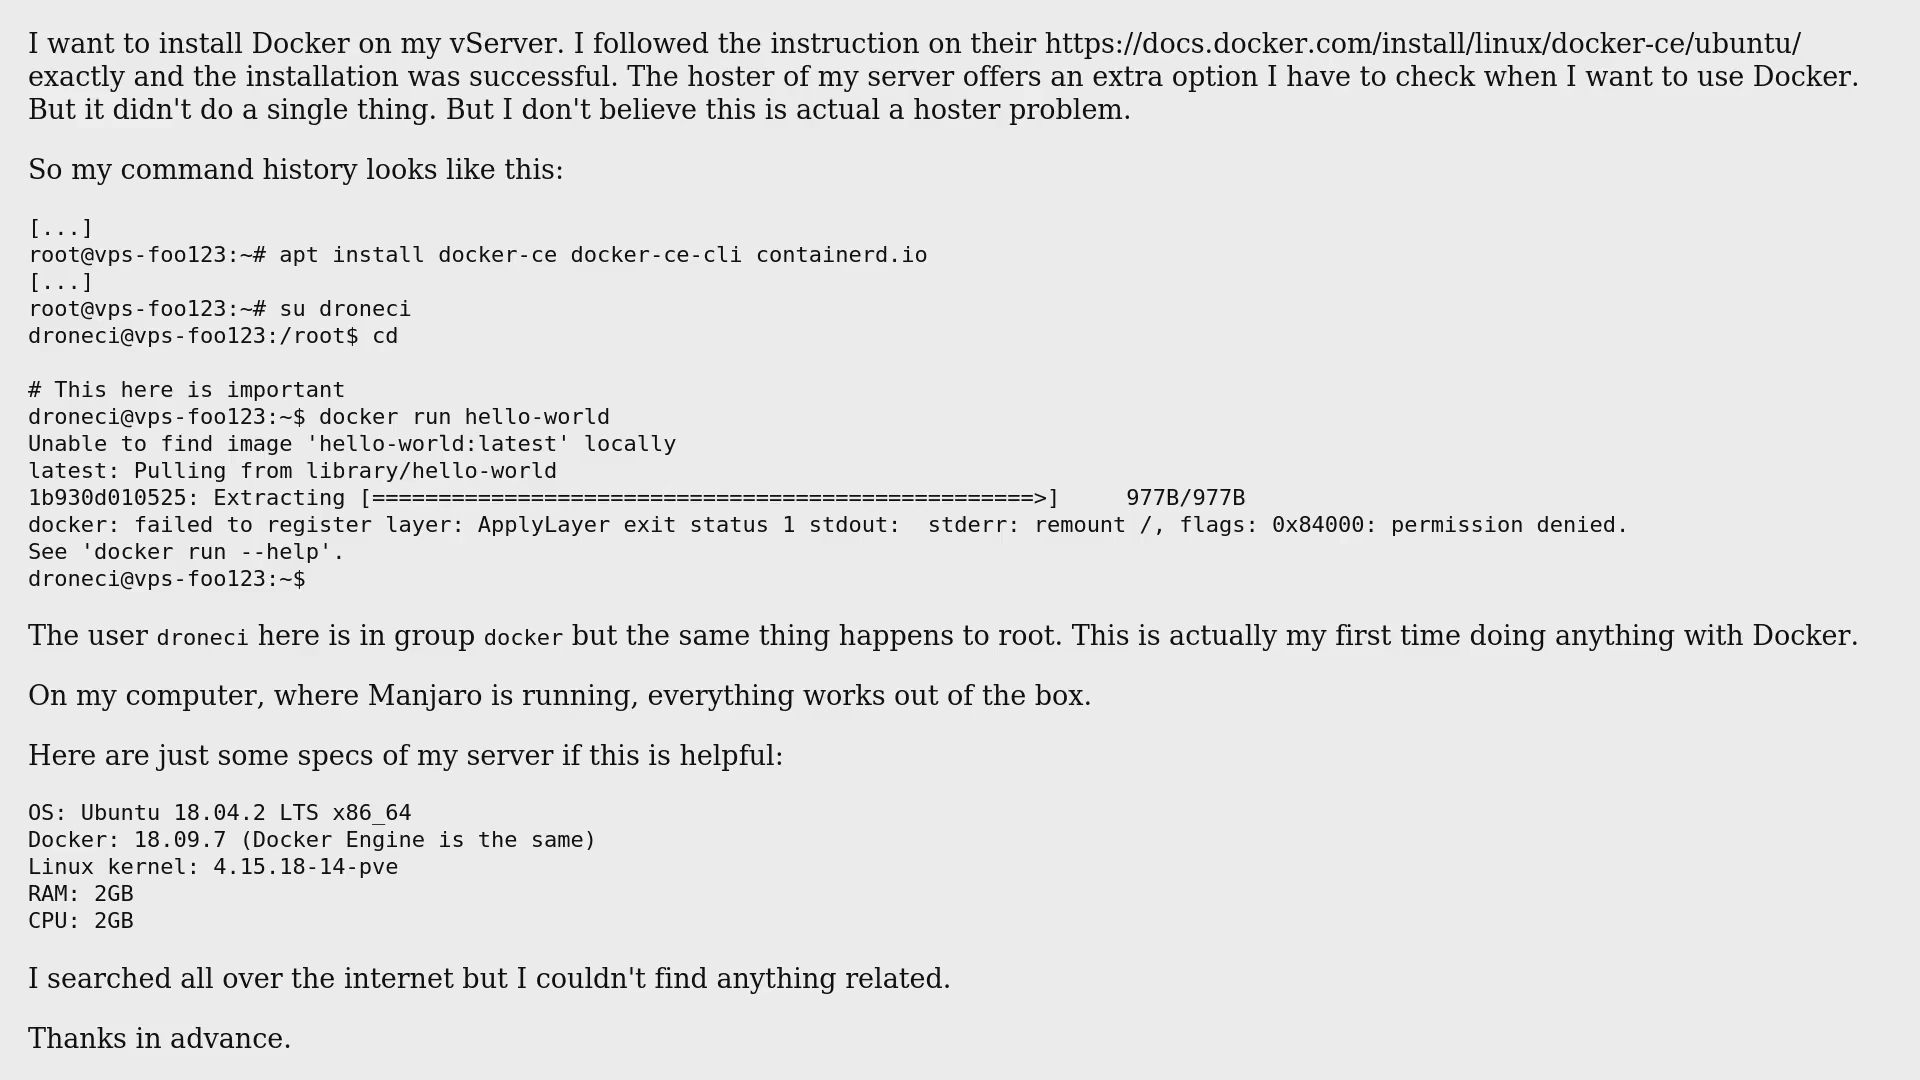 I want to install Docker on my vServer. I followed the instruction on their https://docs.docker.com/install/linux/docker-ce/ubuntu/
exactly and the installation was successful. The hoster of my server offers an extra option I have to check when I want to use Docker.
But it didn't do a single thing. But I don't believe this is actual a hoster problem.
So my command history looks like this:
[...]
root@vps-foo123:~# apt install docker-ce docker-ce-cli containerd.io
[...]
root@vps-foo123:~# su droneci
droneci@vps-foo123:/root$ cd
# This here is important
droneci@vps-foo123:~$ docker run hello-world
Unable to find image 'hello-world:latest' locally
latest: Pulling from library/hello-world
1b930d010525: Extracting [==================================================>]     977B/977B
docker: failed to register layer: ApplyLayer exit status 1 stdout:  stderr: remount /, flags: 0x84000: permission denied.
See 'docker run --help'.
droneci@vps-foo123:~$
The user droneci here is in group docker but the same thing happens to root. This is actually my first time doing anything with Docker.
On my computer, where Manjaro is running, everything works out of the box.
Here are just some specs of my server if this is helpful:
OS: Ubuntu 18.04.2 LTS x86_64
Docker: 18.09.7 (Docker Engine is the same)
Linux kernel: 4.15.18-14-pve
RAM: 2GB
CPU: 2GB
I searched all over the internet but I couldn't find anything related.
Thanks in advance.